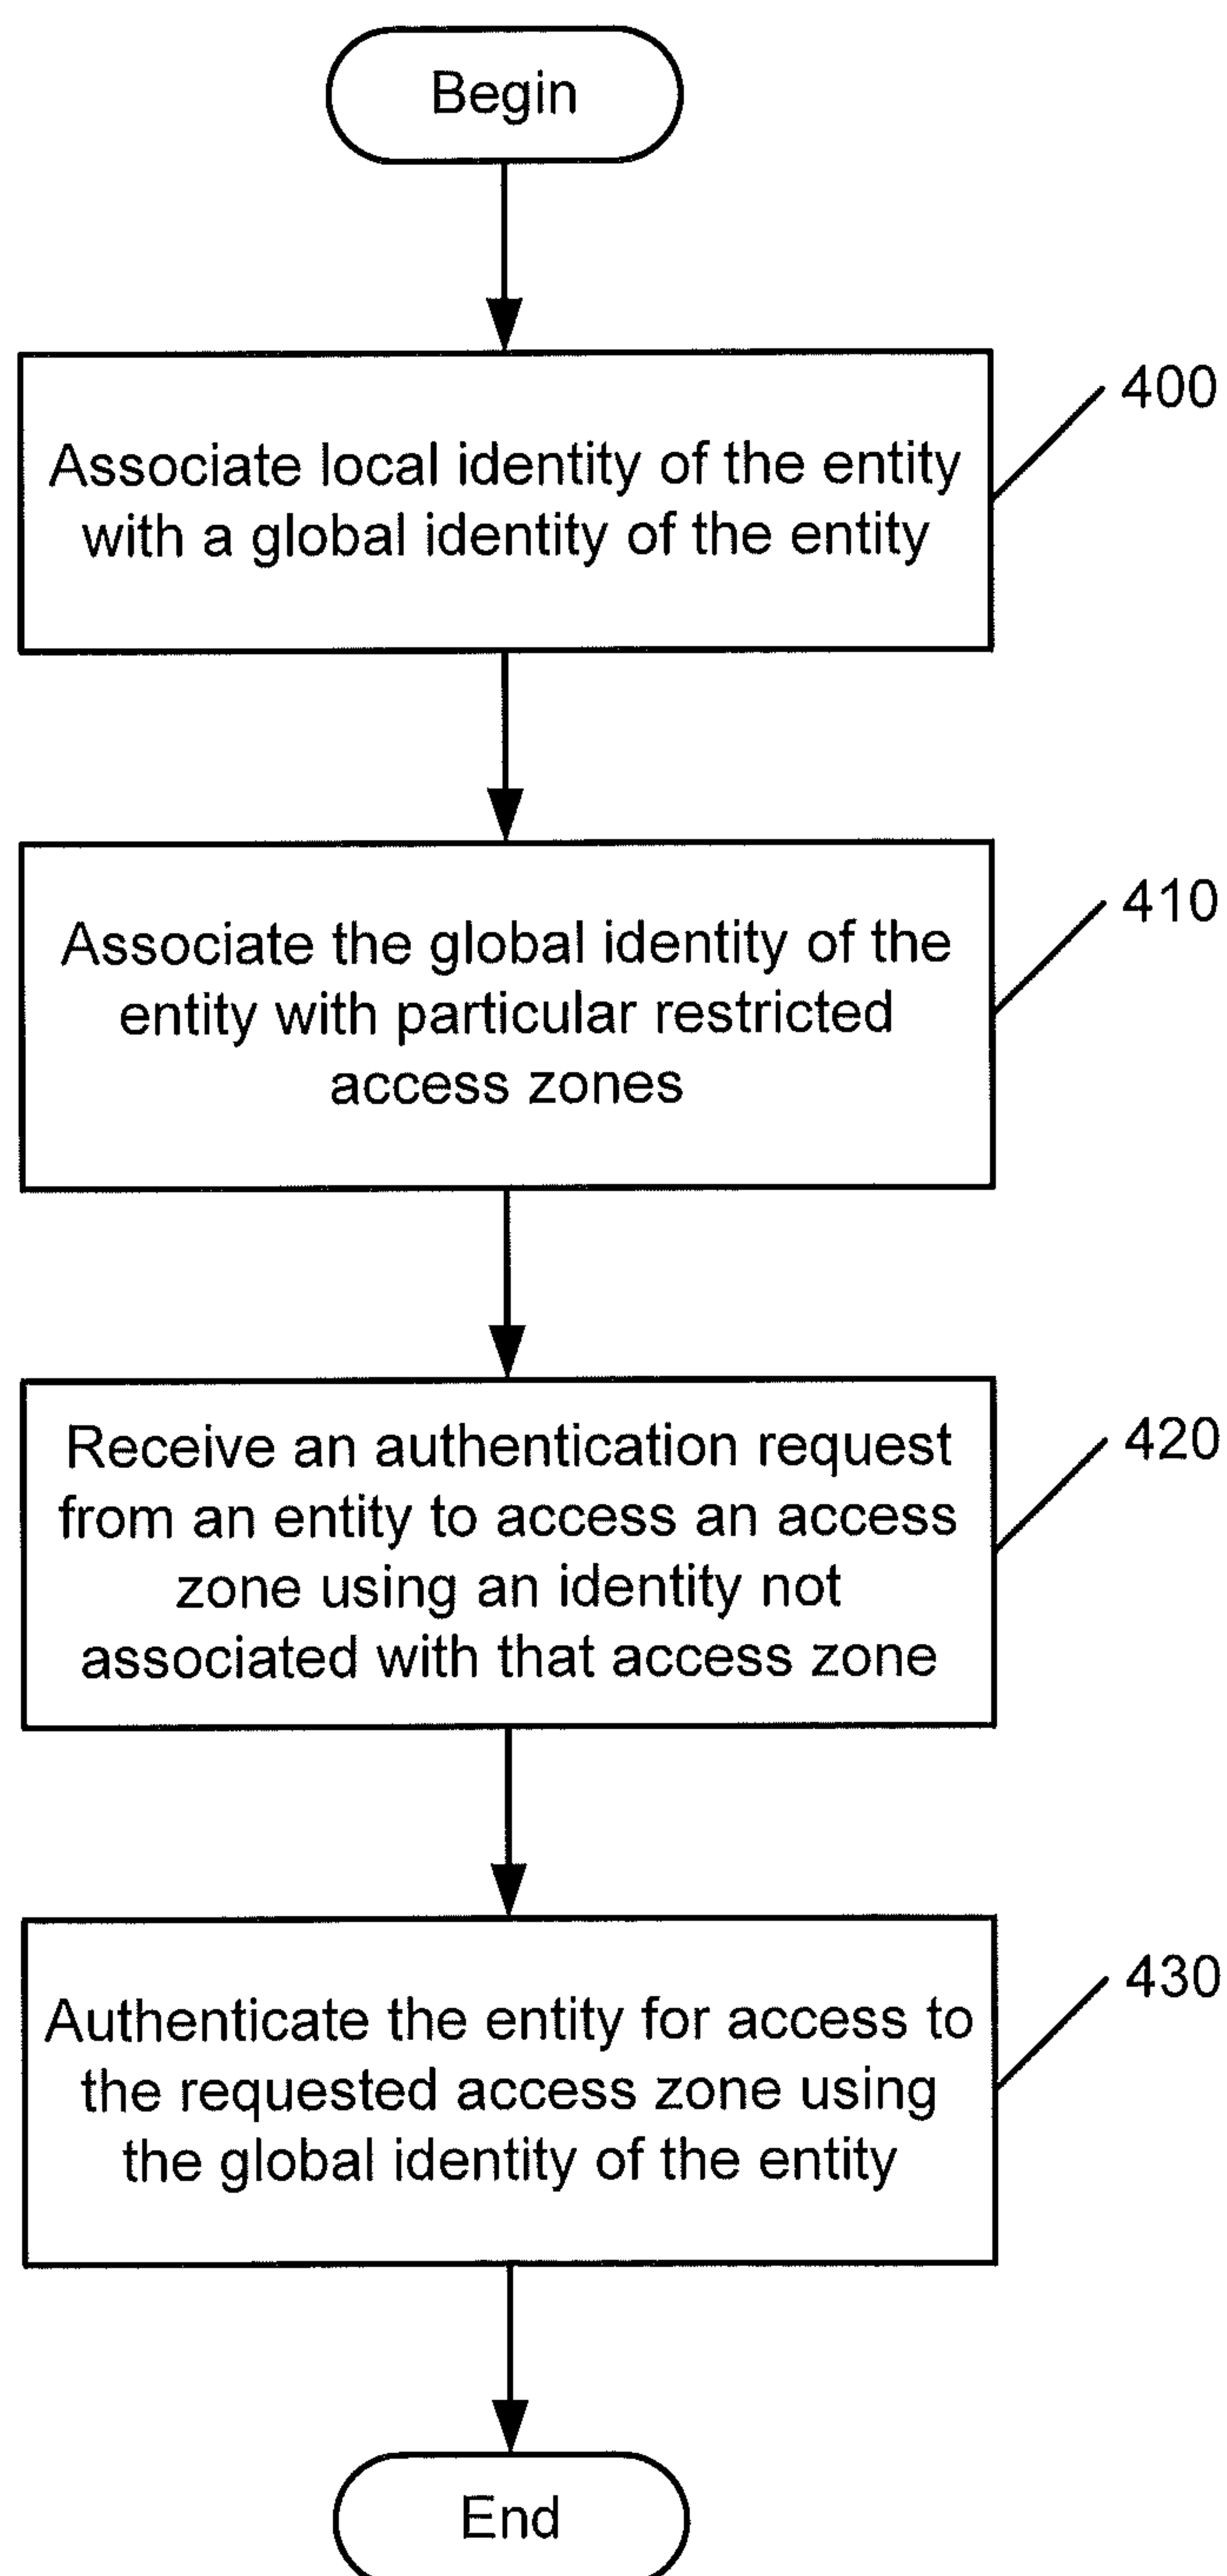 Begin
400
Associate local identity of the entity
with a global identity of the entity
410
Associate the global identity of the
entity with particular restricted
access zones
420
Receive an authentication request
from an entity to access an access
zone using an identity not
associated with that access zone
430
Authenticate the entity for access to
the requested access zone using
the global identity of the entity
End